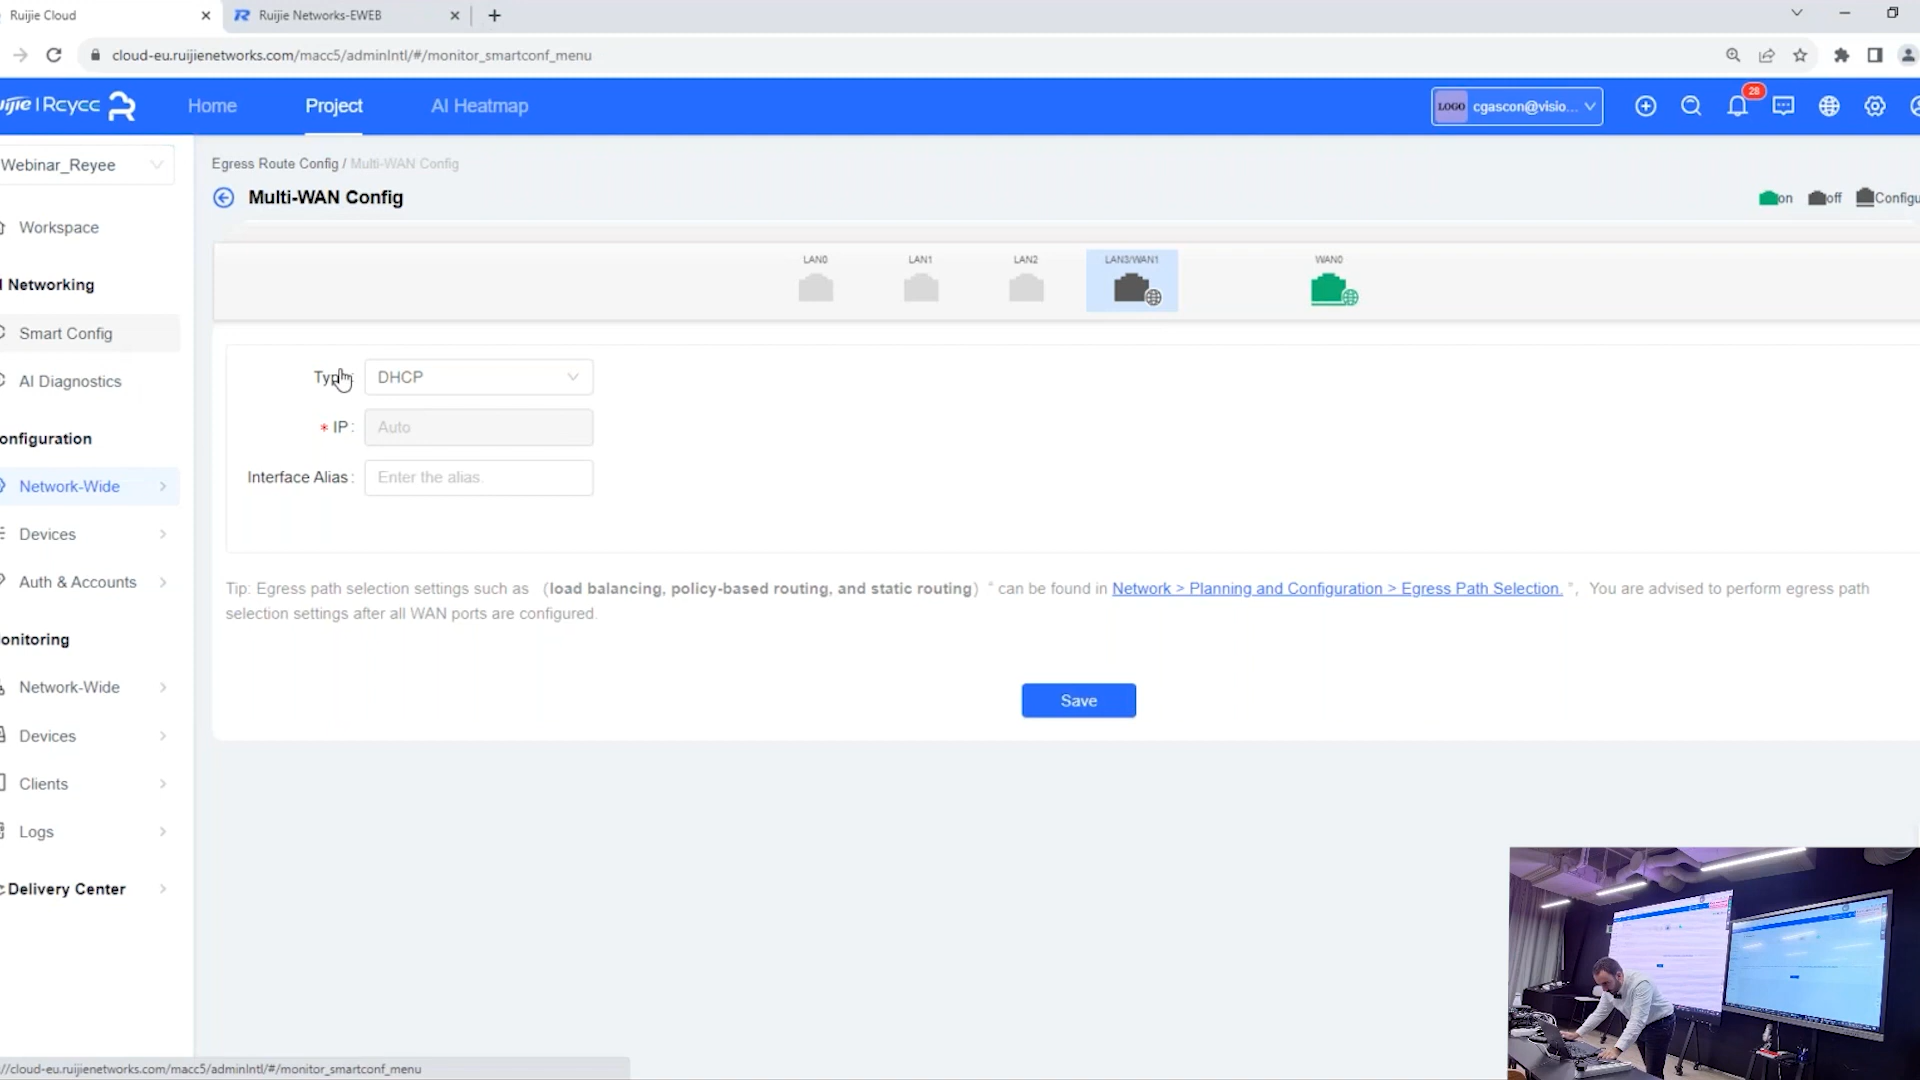 Ruijie Cloud
Ruijie Networks-EWEB
cloud-eu.ruijienetworks.com/macc5/adminIntl/#/monitor_smartconf_menu
uijie | Reyee
Home
Project
AI Heatmap
LOGO
cgascon@visio...
28
Webinar_Reyee
Workspace
I Networking
Smart Config
AI Diagnostics
onfiguration
Network-Wide
Devices
Auth & Accounts
onitoring
Network-Wide
Devices
Clients
Logs
Delivery Center
Egress Route Config / Multi-WAN Config
Multi-WAN Config
on
off
Configu
LAN0
LAN1
LAN2
LAN3/WAN1
WAN0
Type:
DHCP
* IP :
Auto
Interface Alias :
Enter the alias.
Tip: Egress path selection settings such as (load balancing, policy-based routing, and static routing) “ can be found in Network > Planning and Configuration > Egress Path Selection. ”, You are advised to perform egress path
selection settings after all WAN ports are configured.
Save
//cloud-eu.ruijienetworks.com/macc5/adminIntl/#/monitor_smartconf_menu